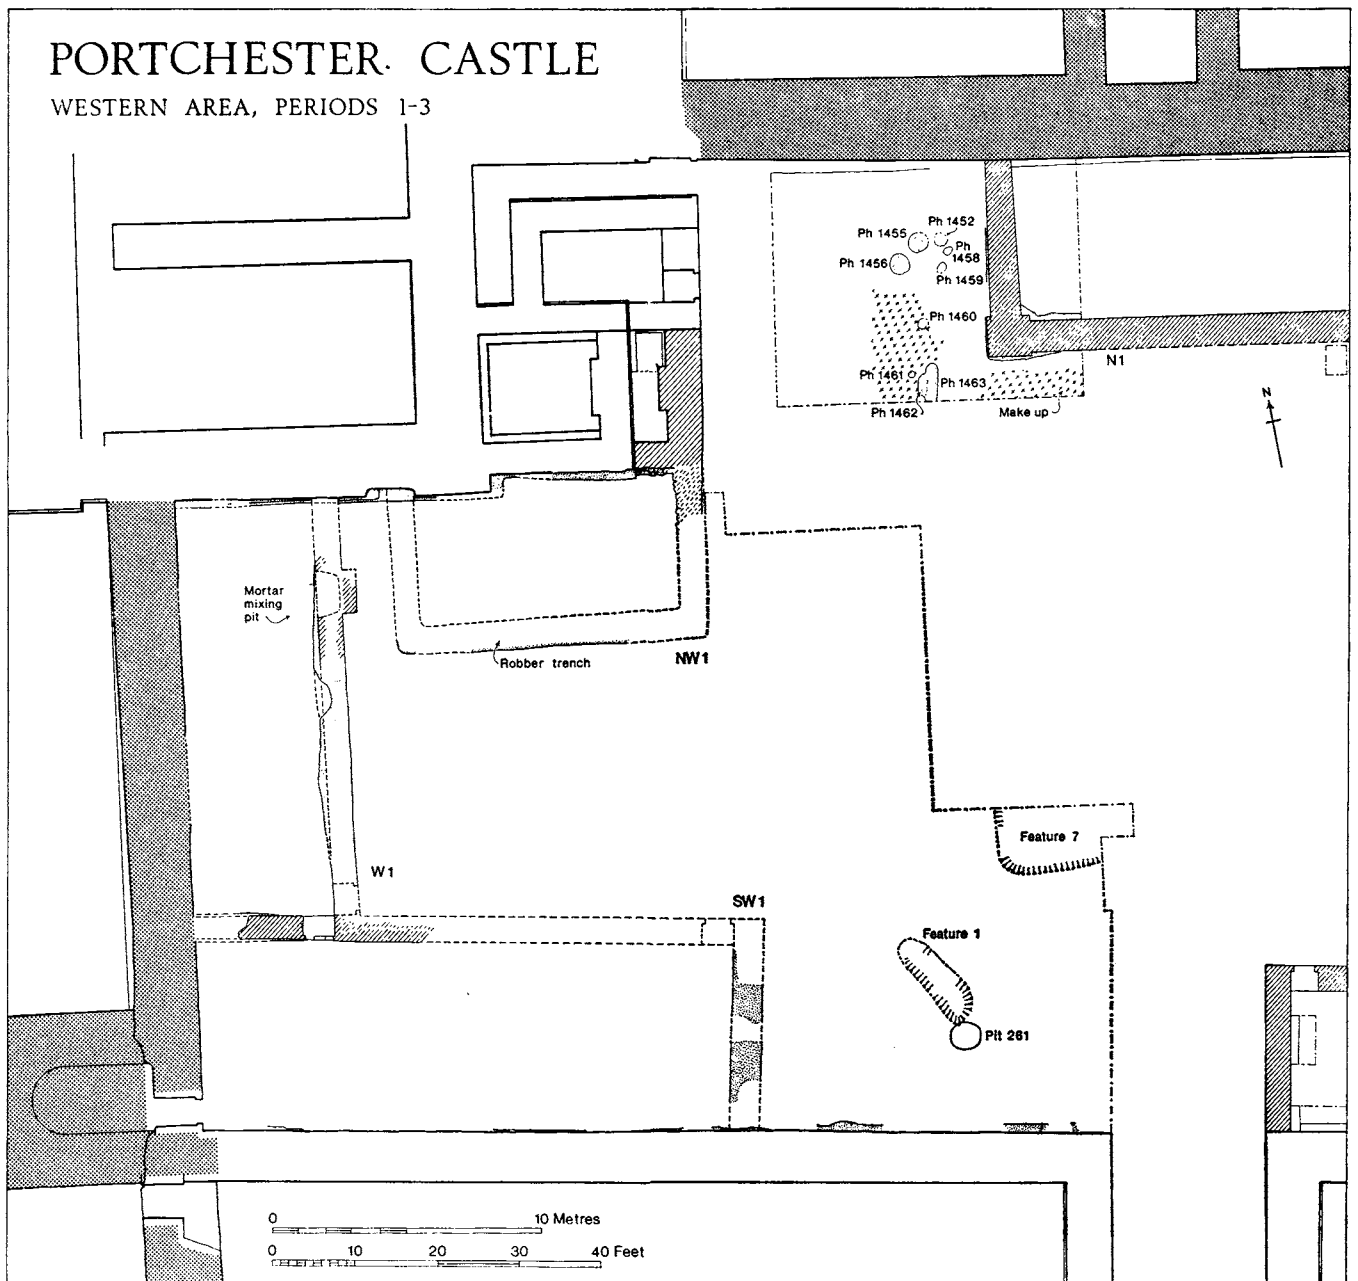 PORTCHESTER CASTLE
WESTERN AREA, PERIODS 1-3
Ph 1452
Ph 1455
Ph
1458
Ph 1456
Ph 1459
Ph 1460
Ph 1461
Ph 1463
Ph 1462
Make up
N1
N
Mortar
mixing
pit
Robber trench
NW1
Feature 7
W1
SW1
Feature 1
Pit 261
0 10 Metres
0 10 20 30 40 Feet